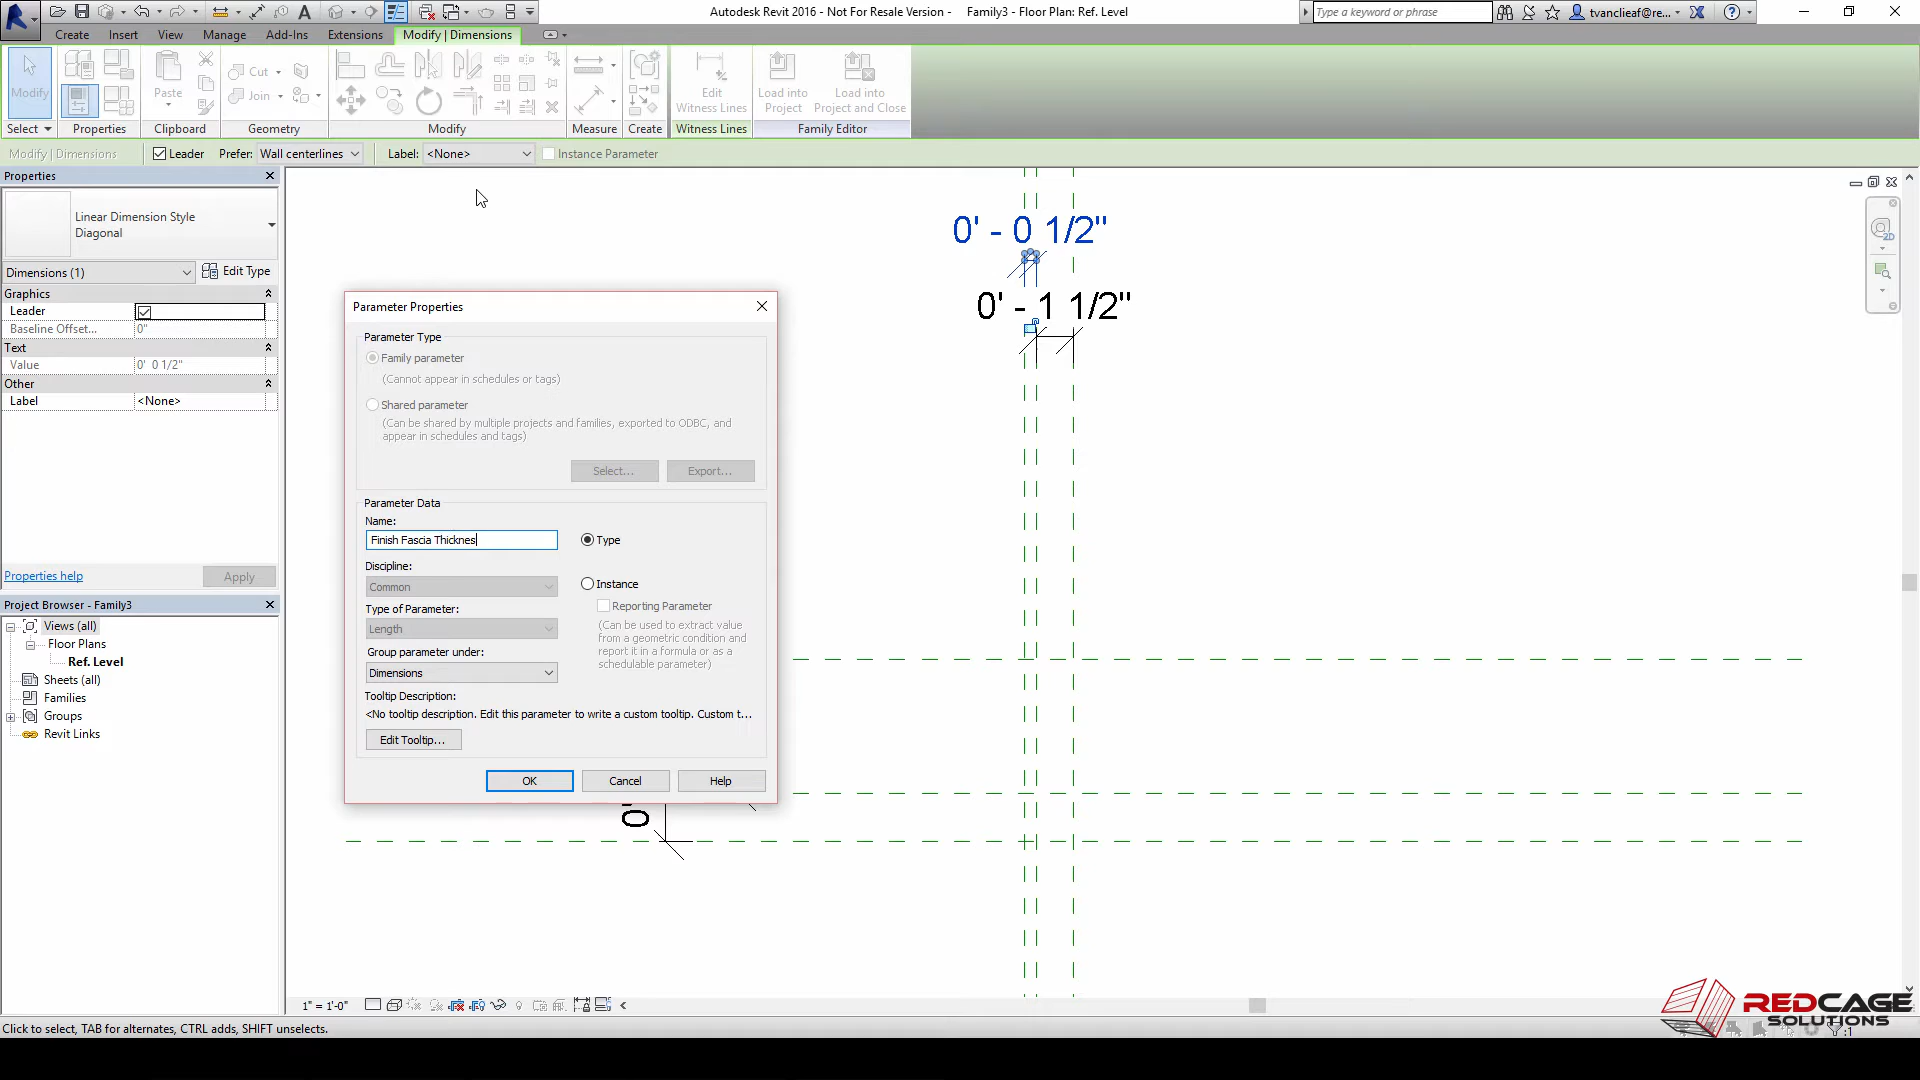 Autodesk Revit 2016 - Not For Resale Version - Family3 - Floor Plan: Ref. Level
Type a keyword or phrase
tvanclieaf@re...
Create Insert View Manage Add-Ins Extensions Modify | Dimensions
Modify
Paste
Cut
Join
Edit
Witness Lines
Load into
Project
Load into
Project and Close
Select Properties Clipboard Geometry Modify Measure Create Witness Lines Family Editor
Modify | Dimensions Leader Prefer: Wall centerlines Label: <None> Instance Parameter
Properties
Linear Dimension Style
Diagonal
Dimensions (1) Edit Type
Graphics
Leader
Baseline Offset... 0"
Text
Value 0' 0 1/2"
Other
Label <None>
Properties help Apply
Project Browser - Family3
Views (all)
Floor Plans
Ref. Level
Sheets (all)
Families
Groups
Revit Links
Parameter Properties
Parameter Type
Family parameter
(Cannot appear in schedules or tags)
Shared parameter
(Can be shared by multiple projects and families, exported to ODBC, and
appear in schedules and tags)
Select... Export...
Parameter Data
Name:
Finish Fascia Thicknes
Type
Discipline:
Common
Instance
Reporting Parameter
Type of Parameter:
Length
(Can be used to extract value
from a geometric condition and
report it in a formula or as a
schedulable parameter)
Group parameter under:
Dimensions
Tooltip Description:
<No tooltip description. Edit this parameter to write a custom tooltip. Custom t...
Edit Tooltip...
OK Cancel Help
0' - 0 1/2"
0' - 1 1/2"
0
2D
1" = 1'-0"
Click to select, TAB for alternates, CTRL adds, SHIFT unselects.
:1
REDCAGE
SOLUTIONS